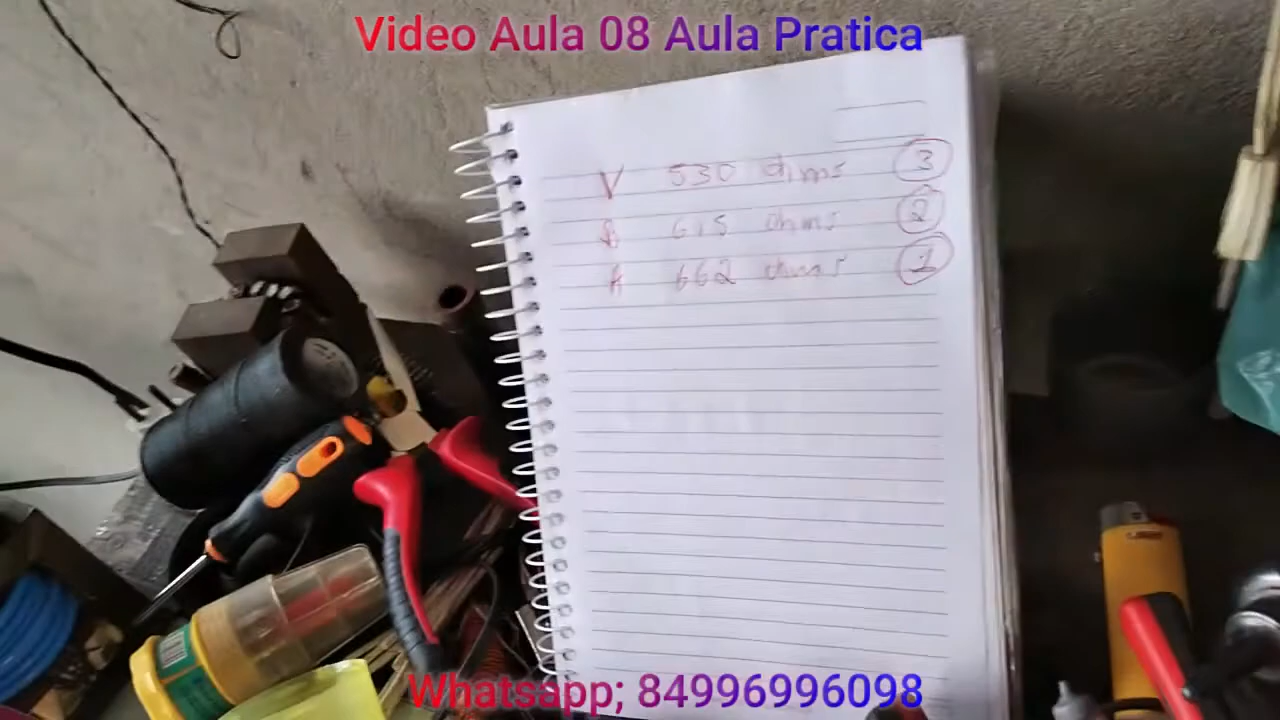 Video Aula 08 Aula Pratica
V 530 ohms 3
B 615 ohms 2
A 662 ohms 1
Whatsapp; 84996996098